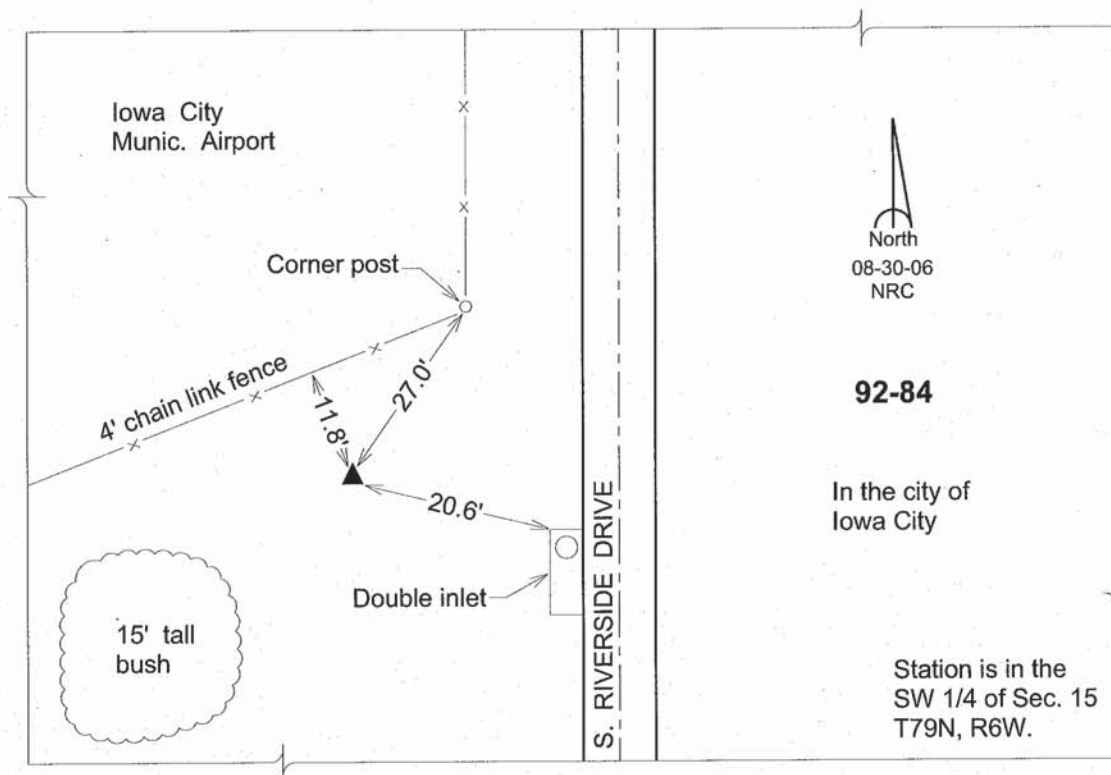 Iowa City
Munic. Airport
North
08-30-06
NRC
Corner post
4' chain link fence
27.0'
11.8'
92-84
20.6'
In the city of
Iowa City
S. RIVERSIDE DRIVE
Double inlet
15' tall
bush
Station is in the
SW 1/4 of Sec. 15
T79N, R6W.